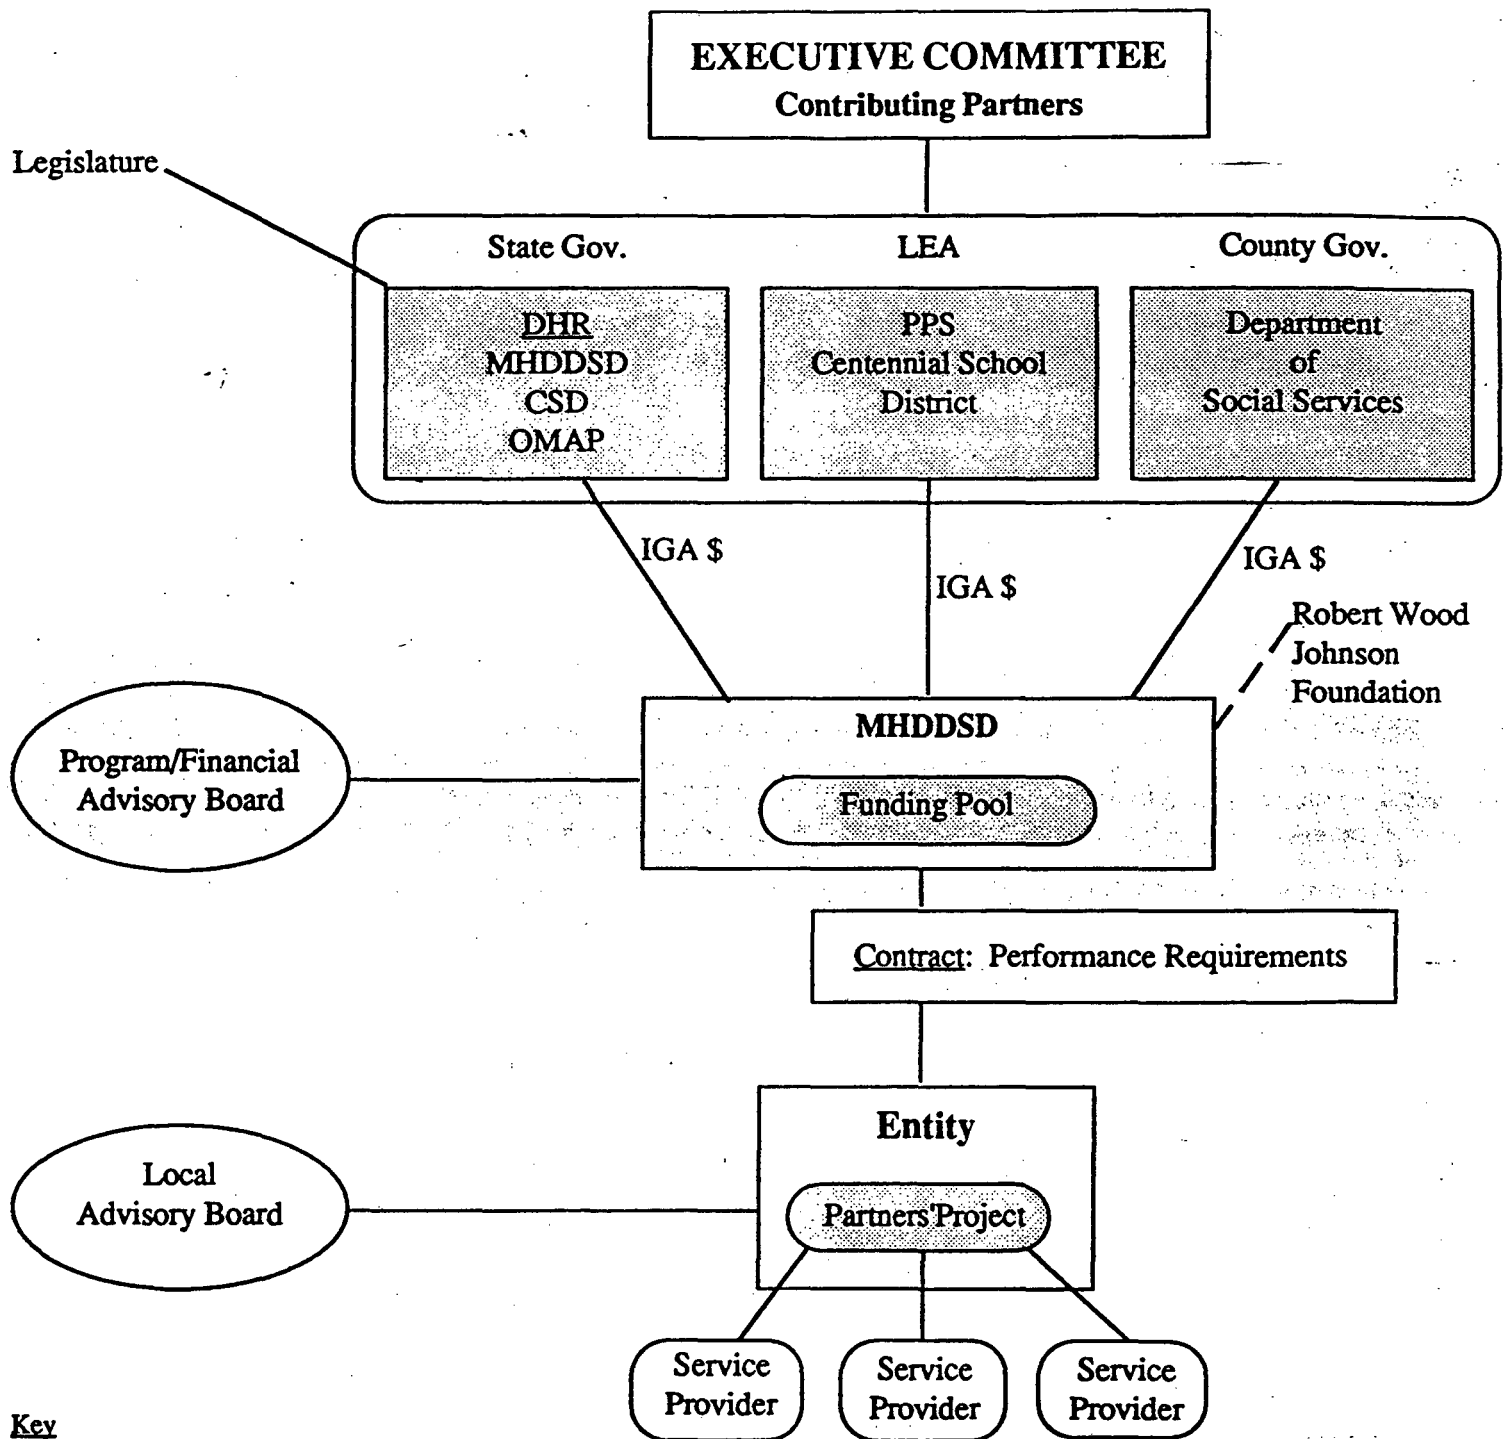 EXECUTIVE COMMITTEE
Contributing Partners
Legislature
State Gov.
LEA
County Gov.
DHR
MHDDSD
CSD
OMAP
PPS
Centennial School
District
Department
of
Social Services
IGA $
IGA $
IGA $
Robert Wood
Johnson
Foundation
MHDDSD
Funding Pool
Program/Financial
Advisory Board
Contract: Performance Requirements
Entity
Partners'Project
Local
Advisory Board
Service
Provider
Service
Provider
Service
Provider
Key